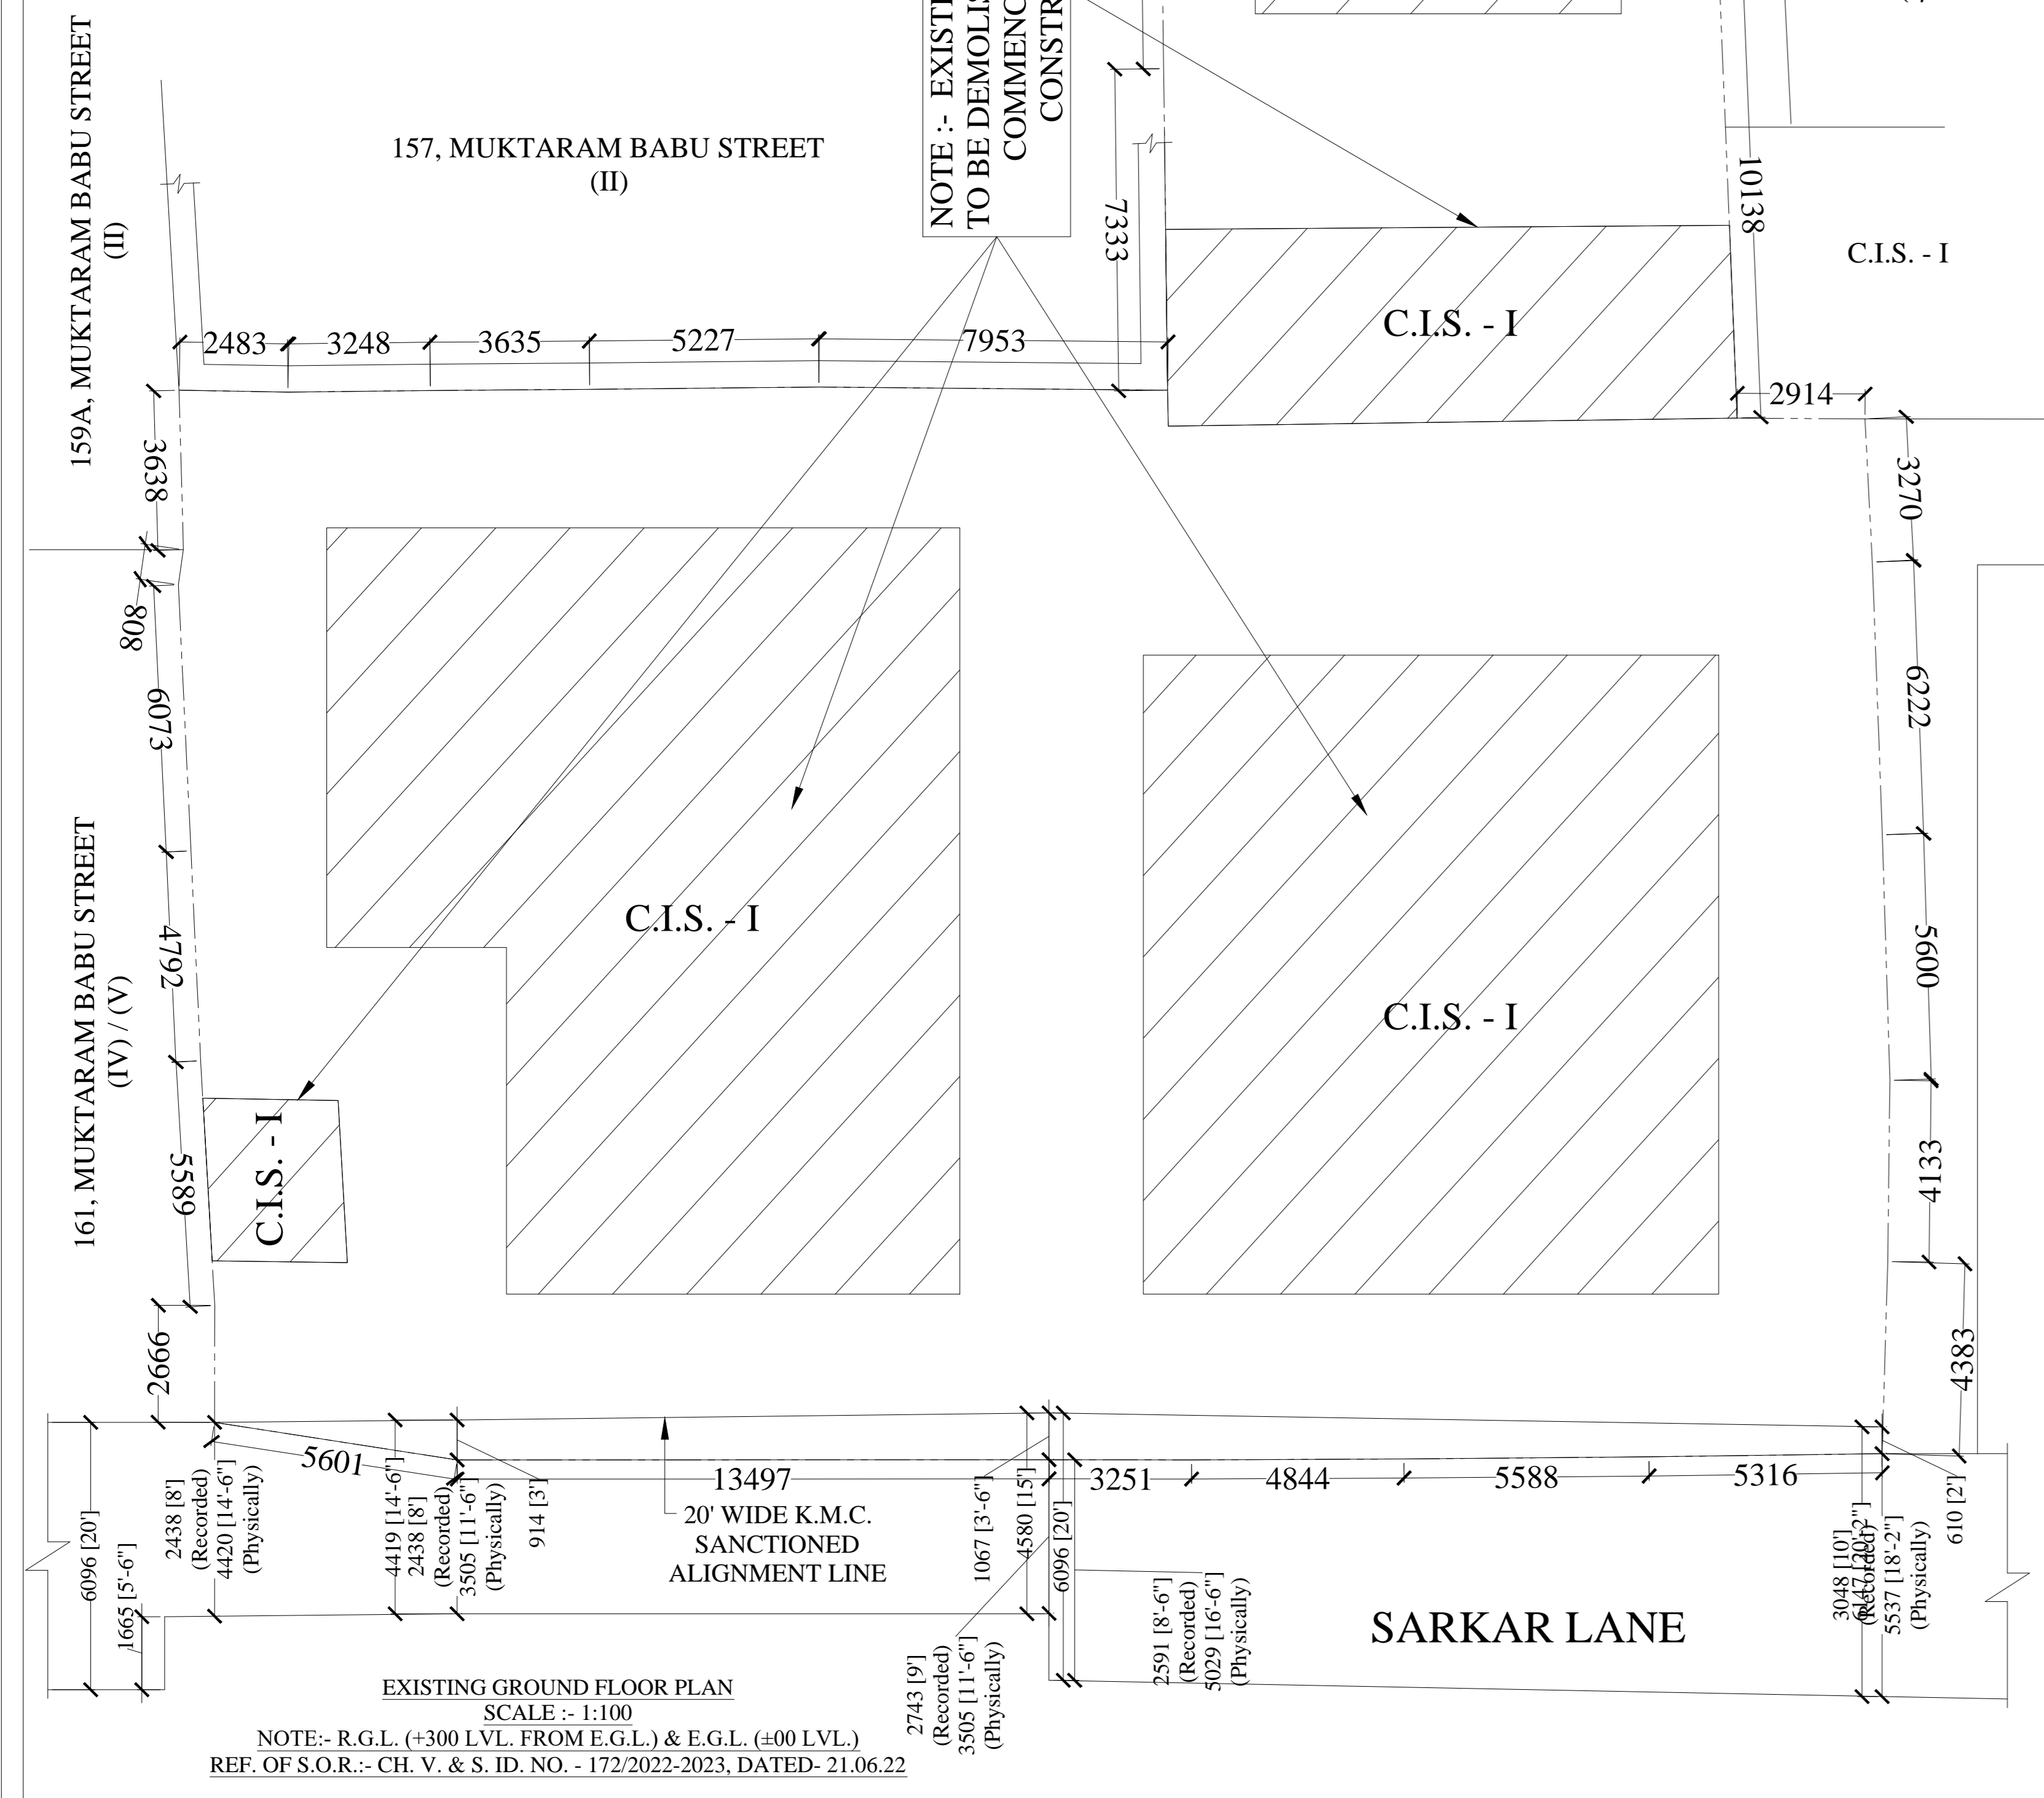 159A, MUKTARAM BABU STREET
(II)
157, MUKTARAM BABU STREET
(II)
NOTE :-
TO BE
7333
10138
C.I.S. - I
C.I.S. - I
2483
3248
3635
5227
7953
2914
3638
808
6073
4792
5589
2666
3270
6222
5600
4133
4383
161, MUKTARAM BABU STREET
(IV) / (V)
C.I.S. - I
C.I.S. - I
C.I.S. - I
5601
13497
3251
4844
5588
5316
20' WIDE K.M.C.
SANCTIONED
ALIGNMENT LINE
6096 [20']
1665 [5'-6"]
2438 [8']
(Recorded)
4420 [14'-6"]
(Physically)
4419 [14'-6"]
2438 [8']
(Recorded)
3505 [11'-6"]
(Physically)
914 [3']
1067 [3'-6"]
4580 [15']
6096 [20']
2743 [9']
(Recorded)
3505 [11'-6"]
(Physically)
2591 [8'-6"]
(Recorded)
5029 [16'-6"]
(Physically)
SARKAR LANE
3048 [10']
(Recorded)
6147 [20'-2"]
5537 [18'-2"]
(Physically)
610 [2']
EXISTING GROUND FLOOR PLAN
SCALE :- 1:100
NOTE:- R.G.L. (+300 LVL. FROM E.G.L.) & E.G.L. (±00 LVL.)
REF. OF S.O.R.:- CH. V. & S. ID. NO. - 172/2022-2023, DATED- 21.06.22